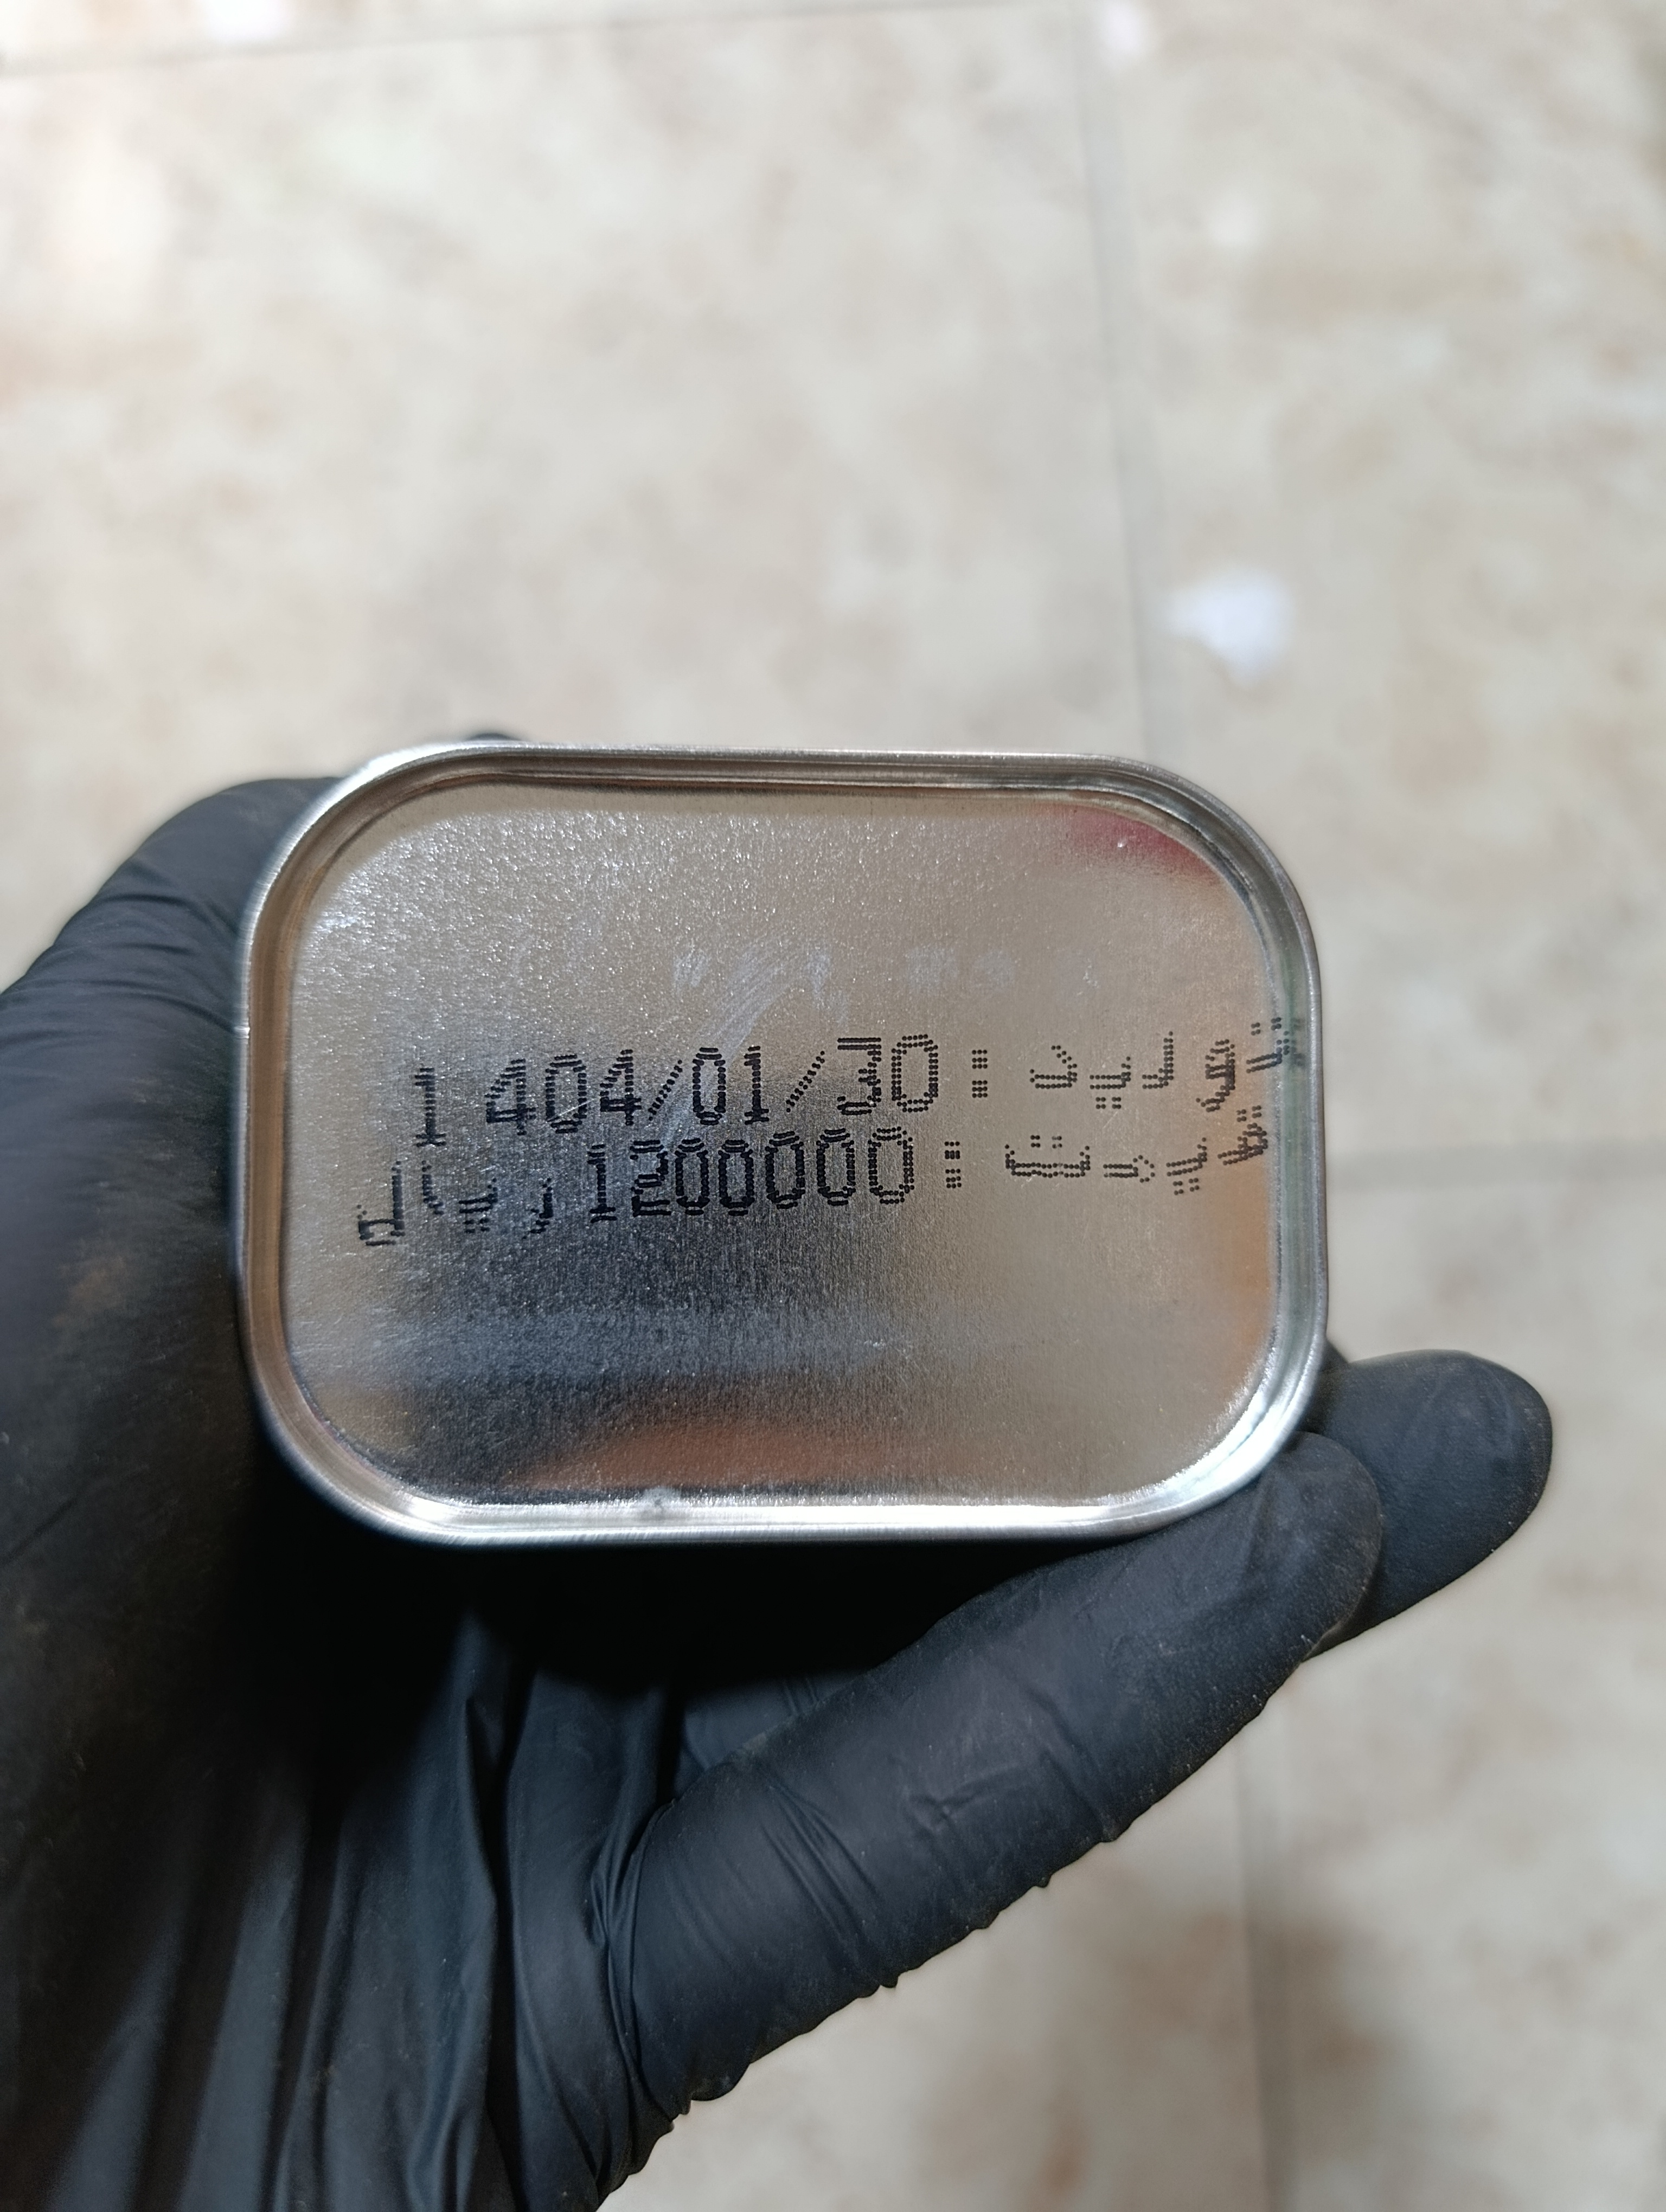 تولید : 1404/01/30
قیمت : 1200000 ریال